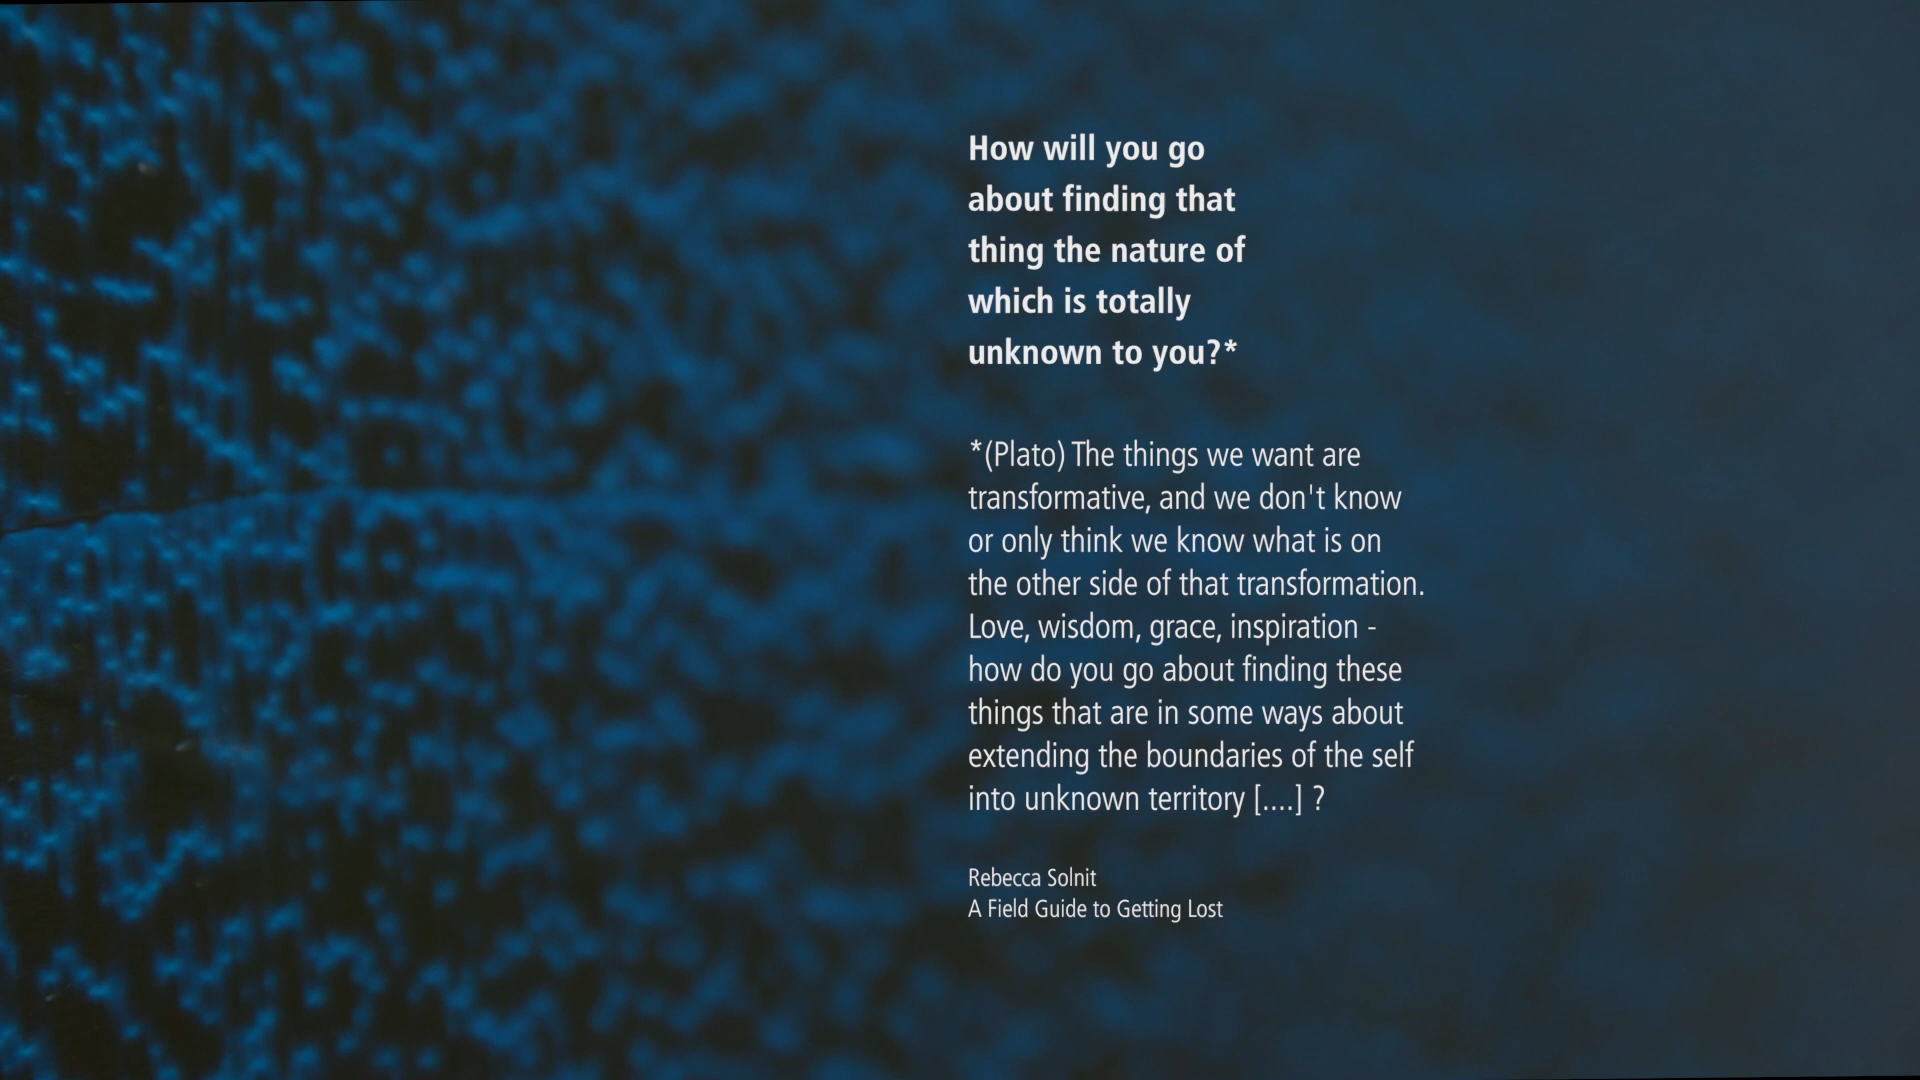 How will you go
about finding that
thing the nature of
which is totally
unknown to you?*
*(Plato) The things we want are
transformative, and we don't know
or only think we know what is on
the other side of that transformation.
Love, wisdom, grace, inspiration -
how do you go about finding these
things that are in some ways about
extending the boundaries of the self
into unknown territory [....] ?
Rebecca Solnit
A Field Guide to Getting Lost